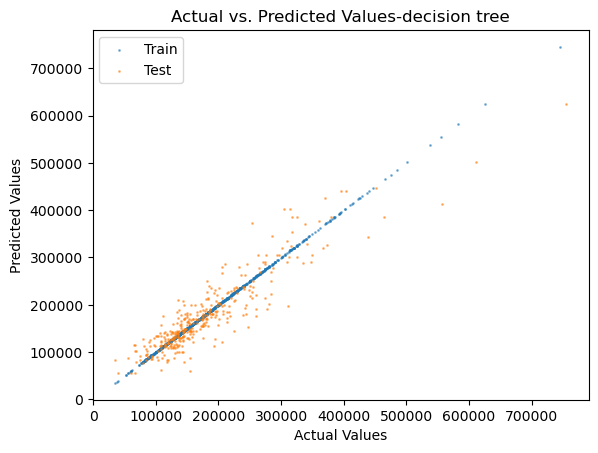 Actual vs. Predicted Values-decision tree
Train
Test
700000
600000
500000
400000
300000
200000
100000
0
Predicted Values
0 100000 200000 300000 400000 500000 600000 700000
Actual Values